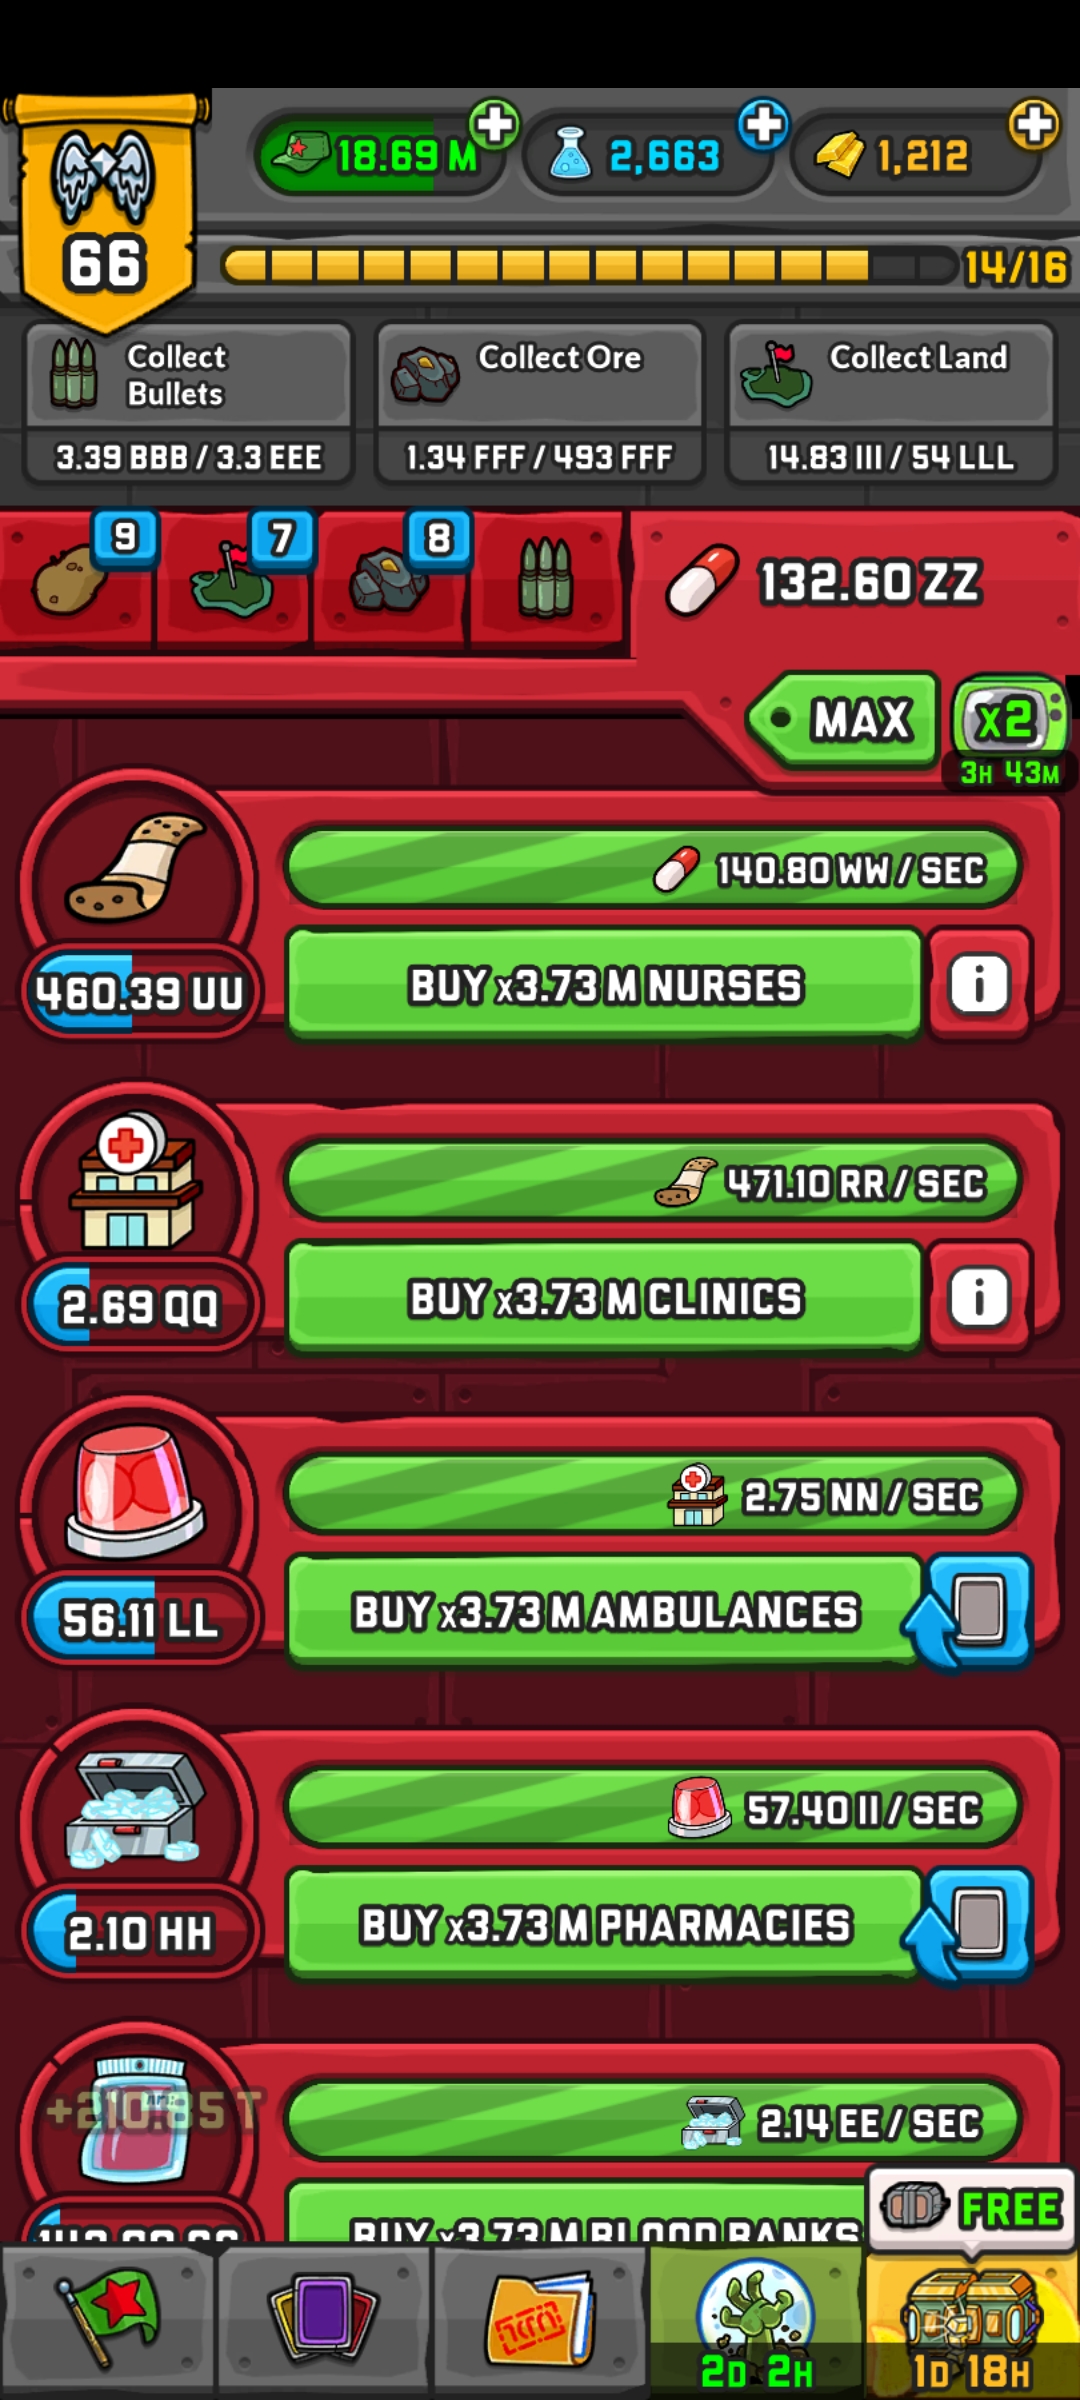 18.69 M
2,663
1,212
66
14/16
Collect
Bullets
Collect Ore
Collect Land
3.39 BBB / 3.3 EEE
1.34 FFF / 493 FFF
14.83 III / 54 LLL
9
7
8
132.60 ZZ
MAX
x2
3H 43M
140.80 WW / SEC
460.39 UU
BUY x3.73 M NURSES
i
471.10 RR / SEC
2.69 QQ
BUY x3.73 M CLINICS
i
2.75 NN / SEC
56.11 LL
BUY x3.73 M AMBULANCES
57.40 II / SEC
2.10 HH
BUY x3.73 M PHARMACIES
+210.85 T
2.14 EE / SEC
FREE
BUY x3.73 M BLOOD BANKS
2D 2H
1D 18H